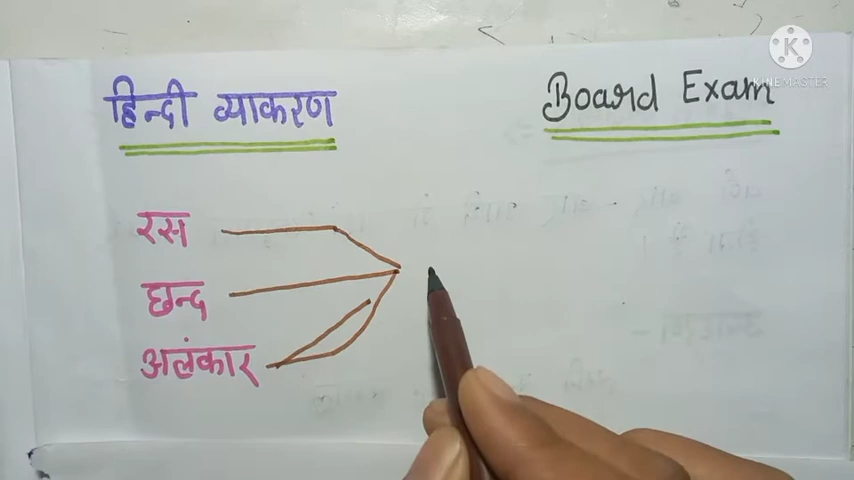 हिन्दी व्याकरण
Board Exam
रस
छन्द
अलंकार
KINEMASTER